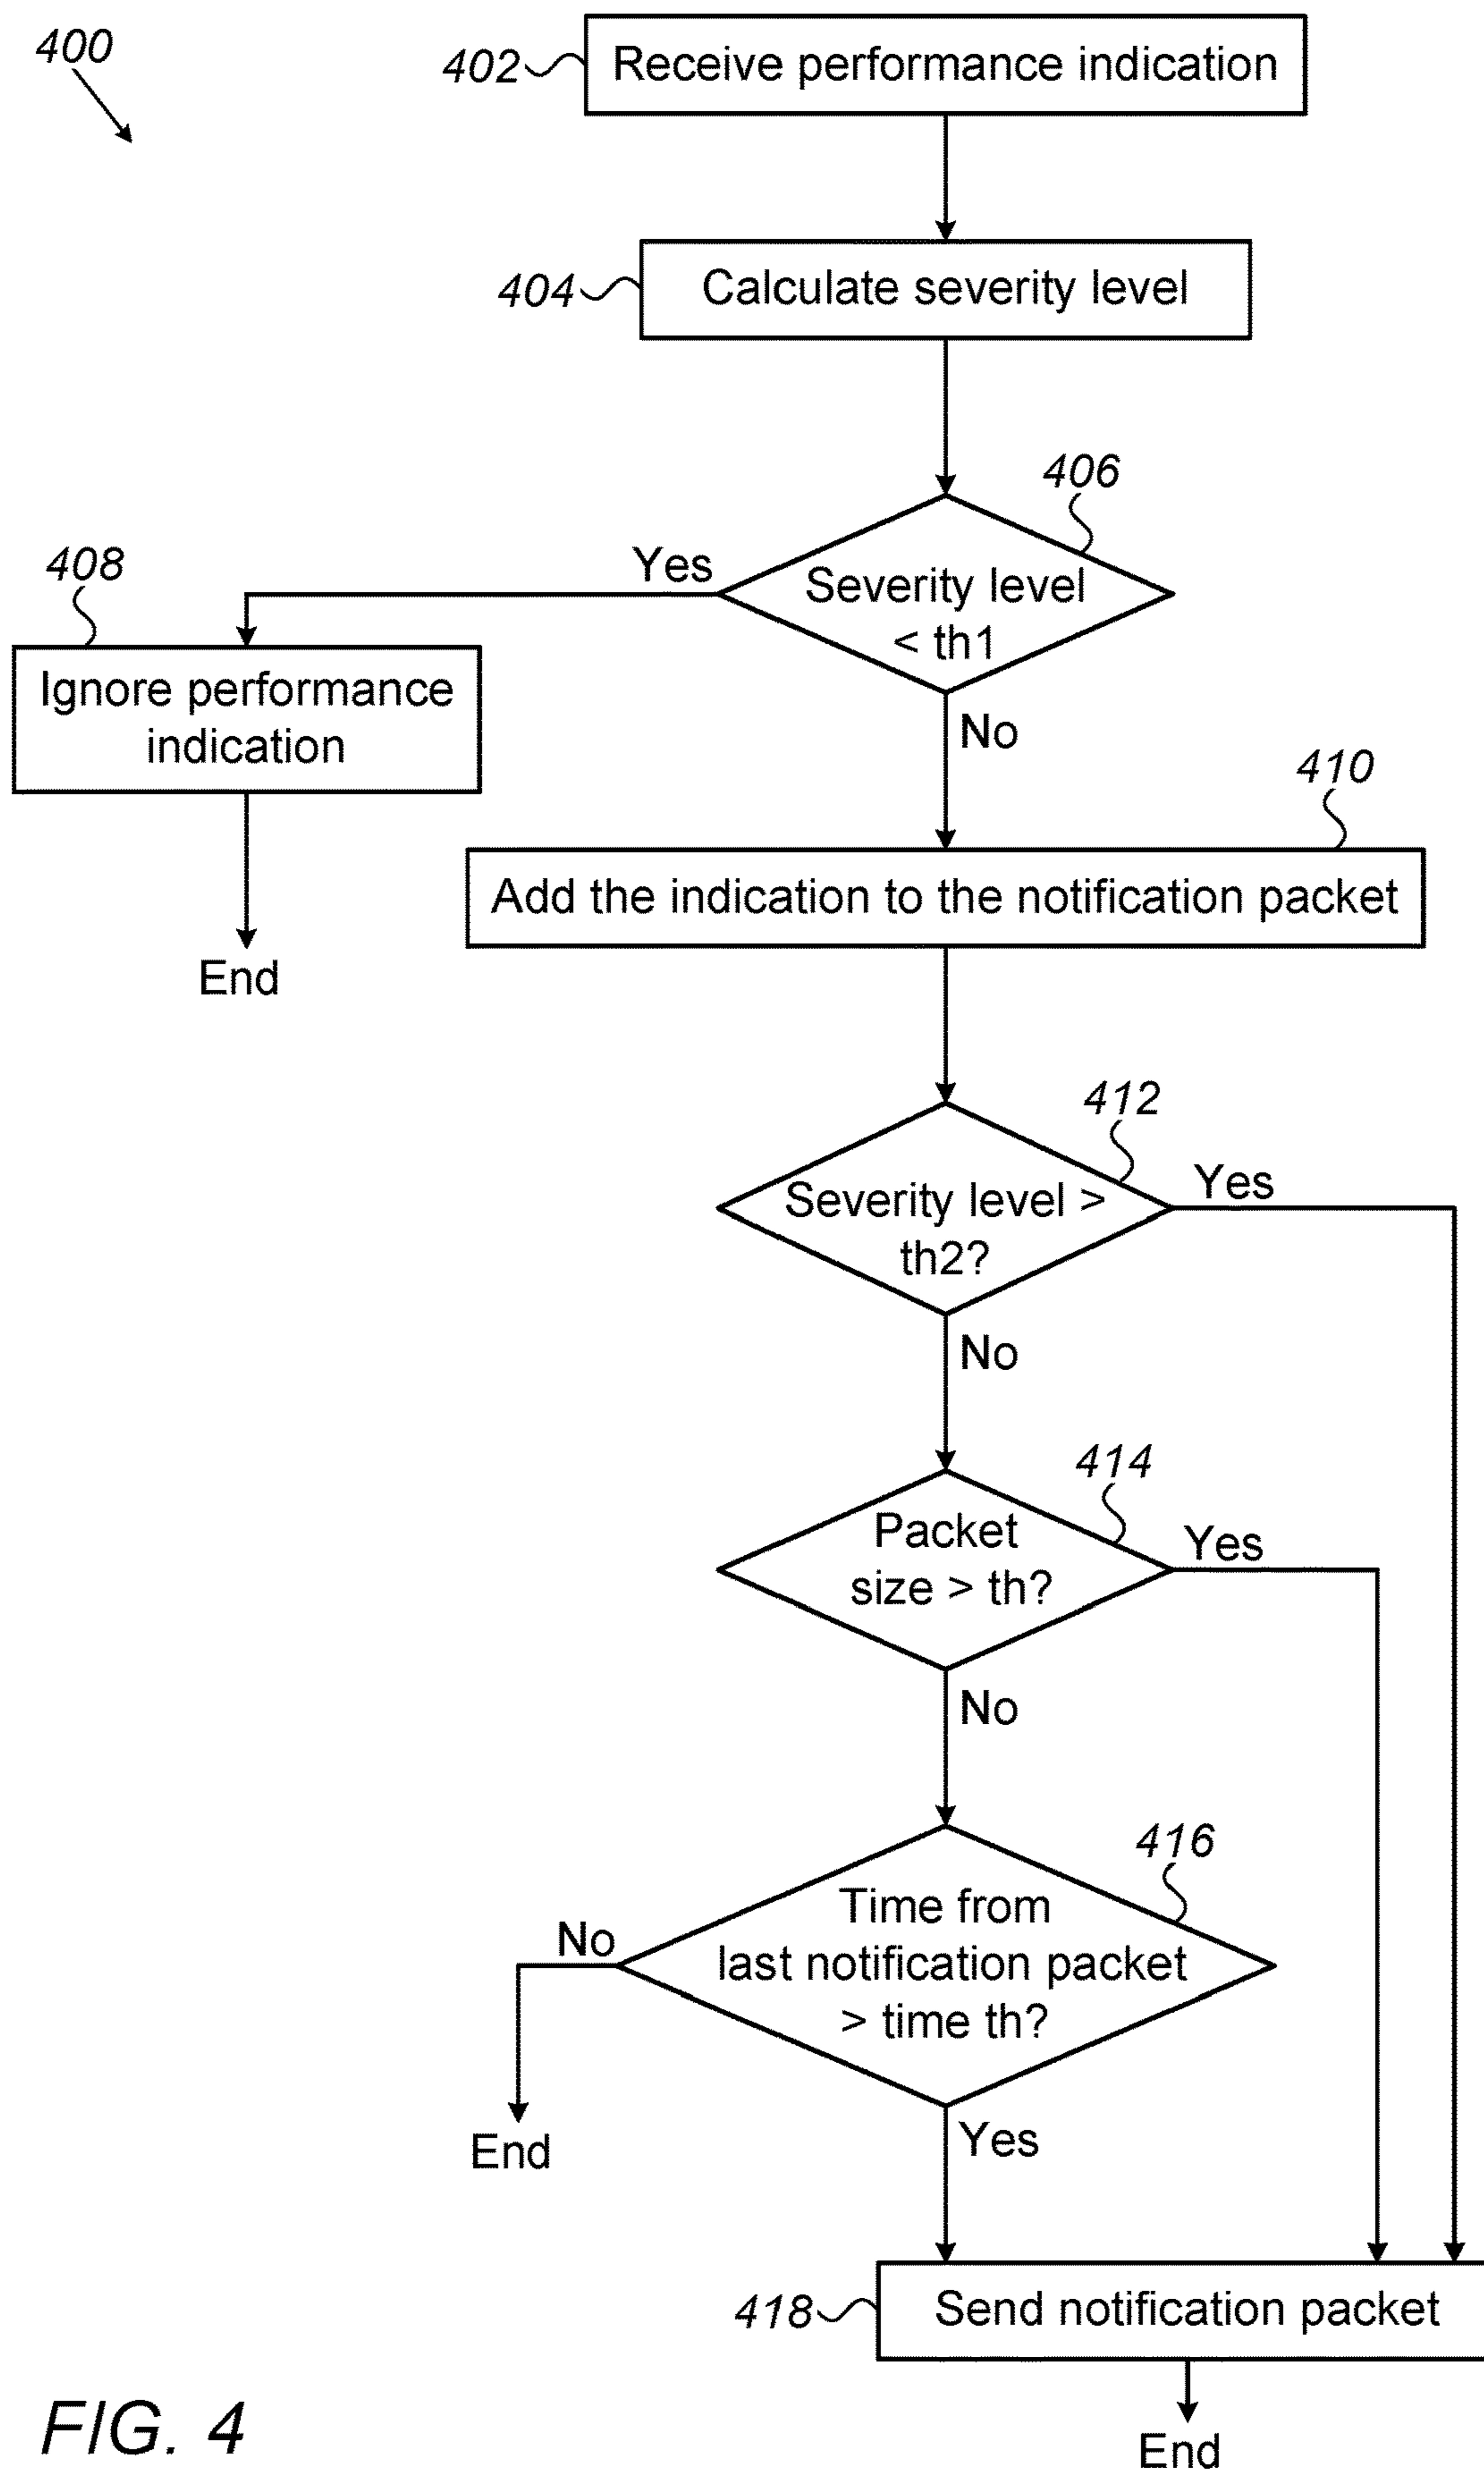 400
402
Receive performance indication
404
Calculate severity level
406
Severity level
< th1
Yes
No
408
Ignore performance
indication
End
410
Add the indication to the notification packet
412
Severity level >
th2?
Yes
No
414
Packet
size > th?
Yes
No
416
Time from
last notification packet
> time th?
No
End
Yes
418
Send notification packet
End
FIG. 4